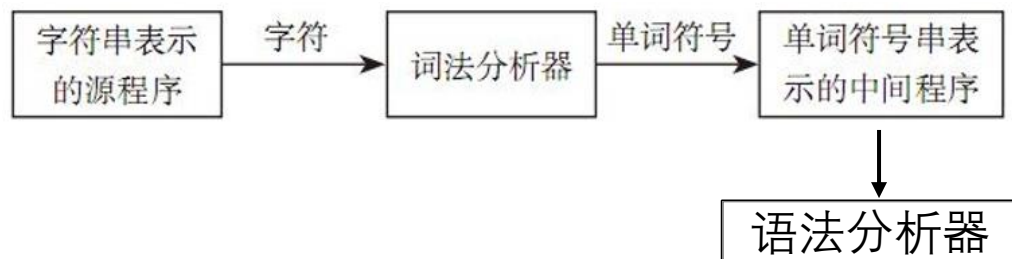 字符串表示
的源程序
字符
词法分析器
单词符号
单词符号串表
示的中间程序
语法分析器